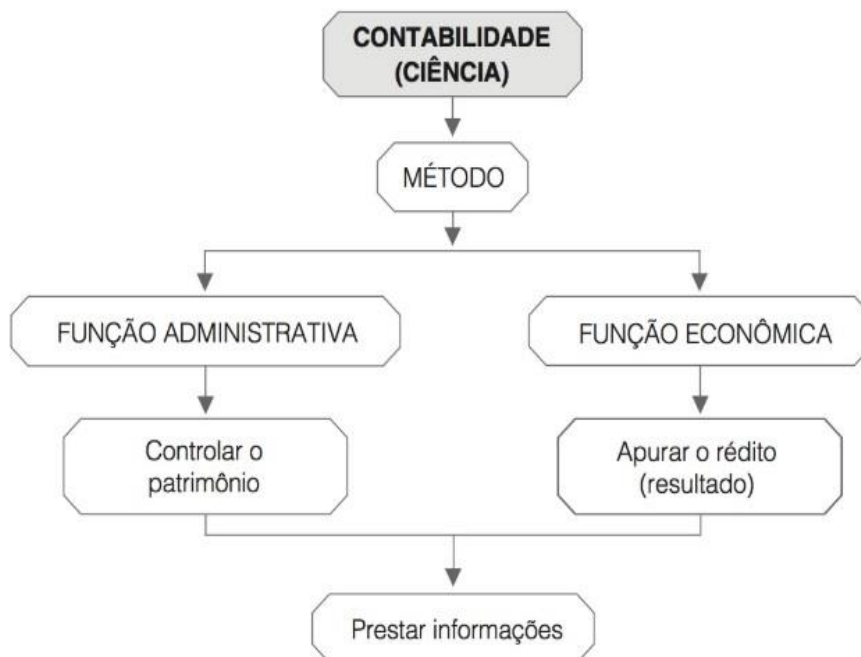 CONTABILIDADE
(CIÊNCIA)
MÉTODO
FUNÇÃO ADMINISTRATIVA
FUNÇÃO ECONÔMICA
Controlar o
patrimônio
Apurar o rédito
(resultado)
Prestar informações